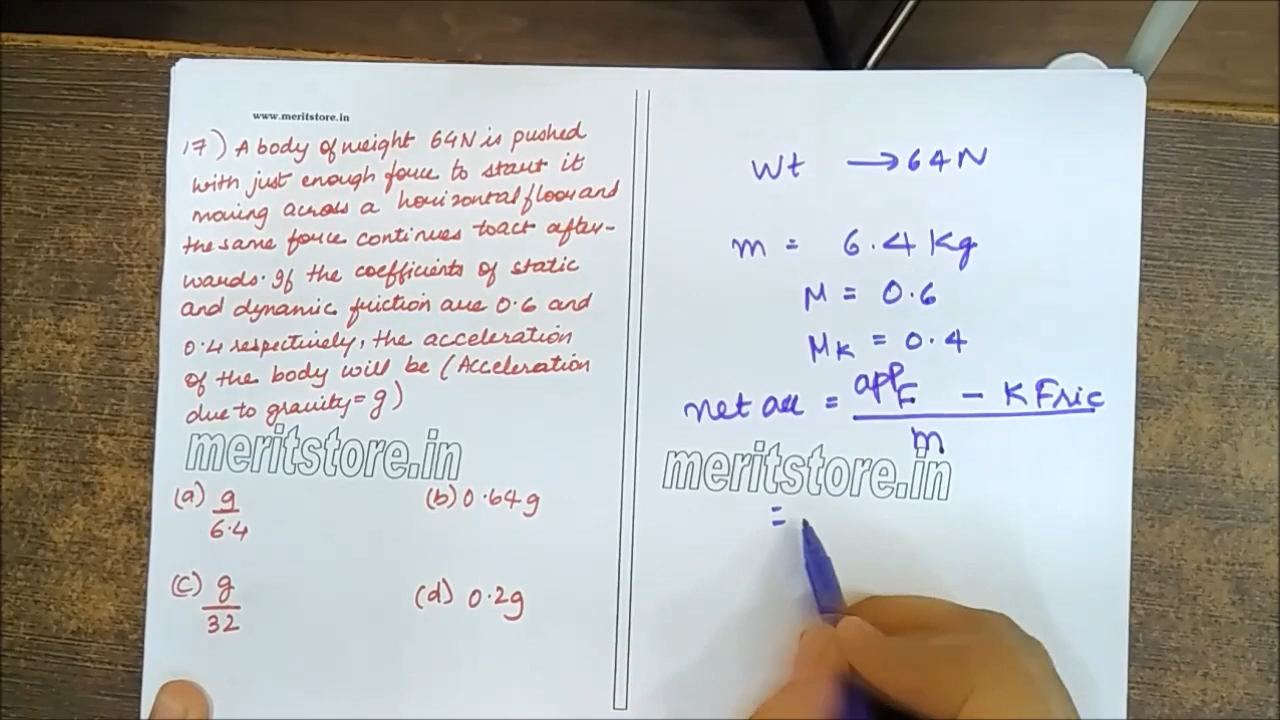 www.meritstore.in
17) A body of weight 64N is pushed
with just enough force to start it
moving across a horizontal floor and
the same force continues to act after-
wards. If the coefficients of static
and dynamic friction are 0.6 and
0.4 respectively, the acceleration
of the body will be (Acceleration
due to gravity = g)
meritstore.in
(a) g/6.4 (b) 0.64g
(c) g/32 (d) 0.2g
Wt → 64N
m = 6.4 Kg
μ = 0.6
μK = 0.4
net acc = appF - K Fric
m
meritstore.in
=